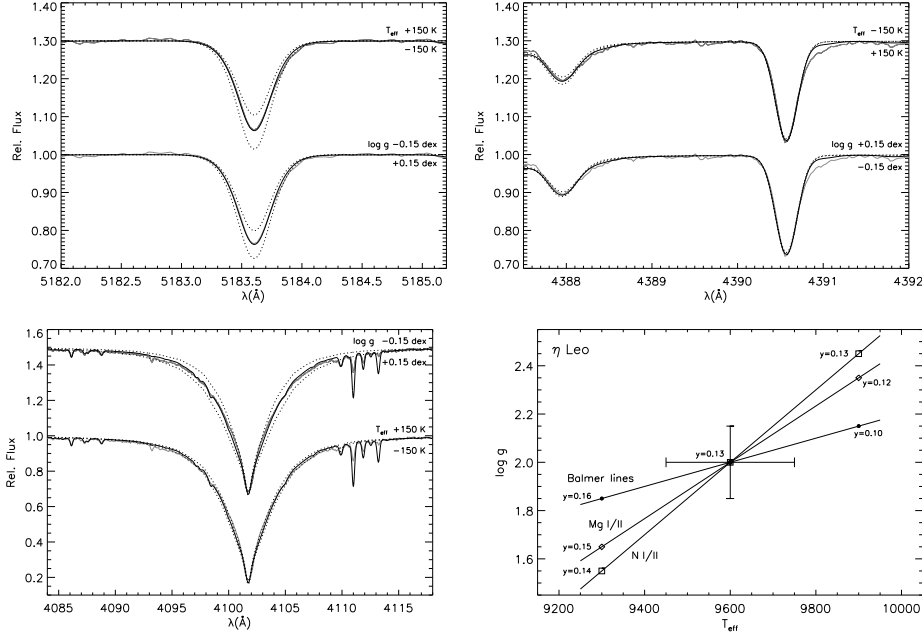 1.40
1.30
1.20
1.10
1.00
0.90
0.80
0.70
Rel. Flux
T_eff +150 K
−150 K
log g −0.15 dex
+0.15 dex
5182.0 5182.5 5183.0 5183.5 5184.0 5184.5 5185.0
λ(Å)
1.40
1.30
1.20
1.10
1.00
0.90
0.80
0.70
Rel. Flux
T_eff −150 K
+150 K
log g +0.15 dex
−0.15 dex
4388 4389 4390 4391 4392
λ(Å)
1.6
1.4
1.2
1.0
0.8
0.6
0.4
0.2
Rel. Flux
log g −0.15 dex
+0.15 dex
T_eff +150 K
−150 K
4085 4090 4095 4100 4105 4110 4115
λ(Å)
2.4
2.2
2.0
1.8
1.6
log g
η Leo
y=0.13
y=0.12
y=0.10
y=0.13
Balmer lines
y=0.16
Mg I/II
y=0.15
N I/II
y=0.14
9200 9400 9600 9800 10000
T_eff